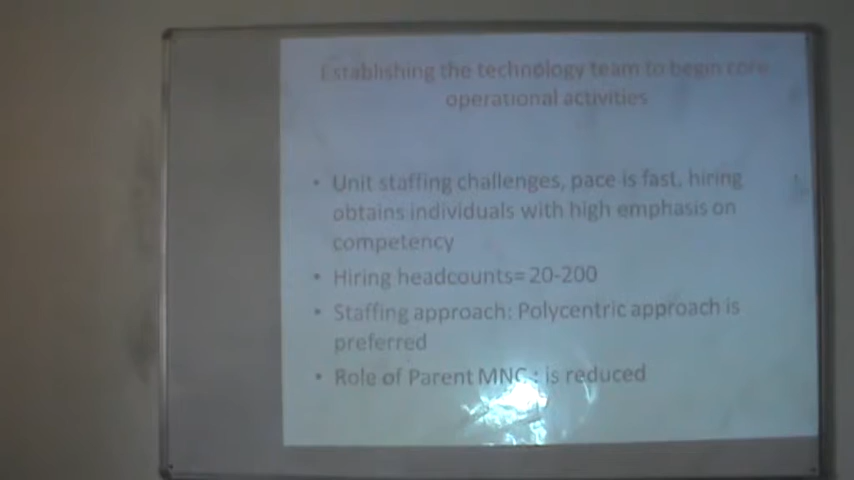 Establishing the technology team to begin core
operational activities
• Unit staffing challenges, pace is fast, hiring
obtains individuals with high emphasis on
competency
• Hiring headcounts= 20-200
• Staffing approach: Polycentric approach is
preferred
• Role of Parent MNC : is reduced